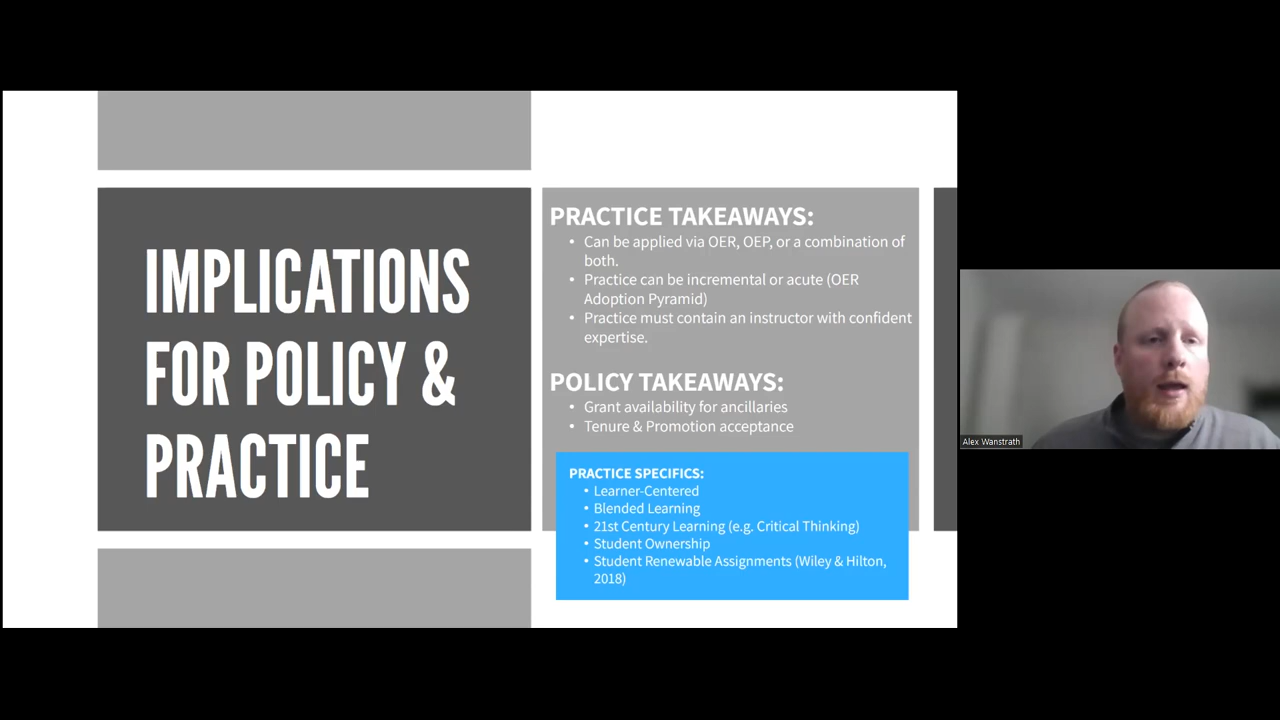 IMPLICATIONS
FOR POLICY &
PRACTICE
PRACTICE TAKEAWAYS:
• Can be applied via OER, OEP, or a combination of
both.
• Practice can be incremental or acute (OER
Adoption Pyramid)
• Practice must contain an instructor with confident
expertise.
POLICY TAKEAWAYS:
• Grant availability for ancillaries
• Tenure & Promotion acceptance
PRACTICE SPECIFICS:
• Learner-Centered
• Blended Learning
• 21st Century Learning (e.g. Critical Thinking)
• Student Ownership
• Student Renewable Assignments (Wiley & Hilton,
2018)
Alex Wanstrath